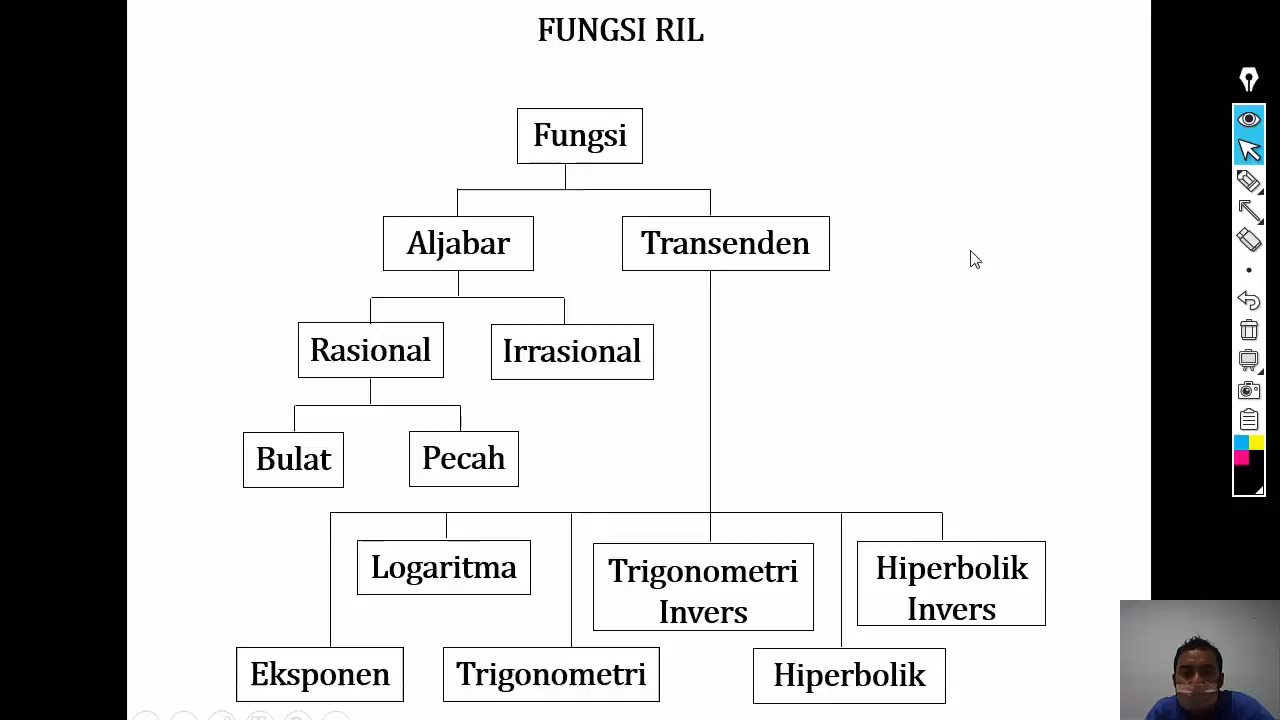 FUNGSI RIL
Fungsi
Aljabar
Transenden
Rasional
Irrasional
Bulat
Pecah
Logaritma
Trigonometri
Invers
Hiperbolik
Invers
Eksponen
Trigonometri
Hiperbolik